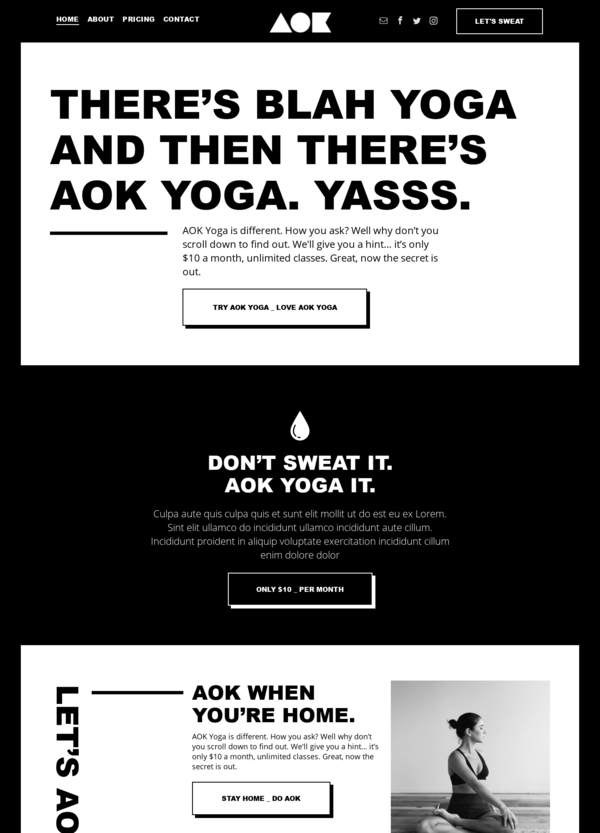 HOME ABOUT PRICING CONTACT
AOK
LET'S SWEAT
THERE’S BLAH YOGA
AND THEN THERE’S
AOK YOGA. YASSS.
AOK Yoga is different. How you ask? Well why don’t you
scroll down to find out. We'll give you a hint... it’s only
$10 a month, unlimited classes. Great, now the secret is
out.
TRY AOK YOGA _ LOVE AOK YOGA
DON’T SWEAT IT.
AOK YOGA IT.
Culpa aute quis culpa quis et sunt elit mollit ut do est eu ex Lorem.
Sint elit ullamco do incididunt ullamco incididunt aute cillum.
Incididunt proident in aliquip voluptate exercitation incididunt cillum
enim dolore dolor
ONLY $10 _ PER MONTH
LET'S AO
AOK WHEN
YOU’RE HOME.
AOK Yoga is different. How you ask? Well why don’t
you scroll down to find out. We'll give you a hint... it’s
only $10 a month, unlimited classes. Great, now the
secret is out.
STAY HOME _ DO AOK